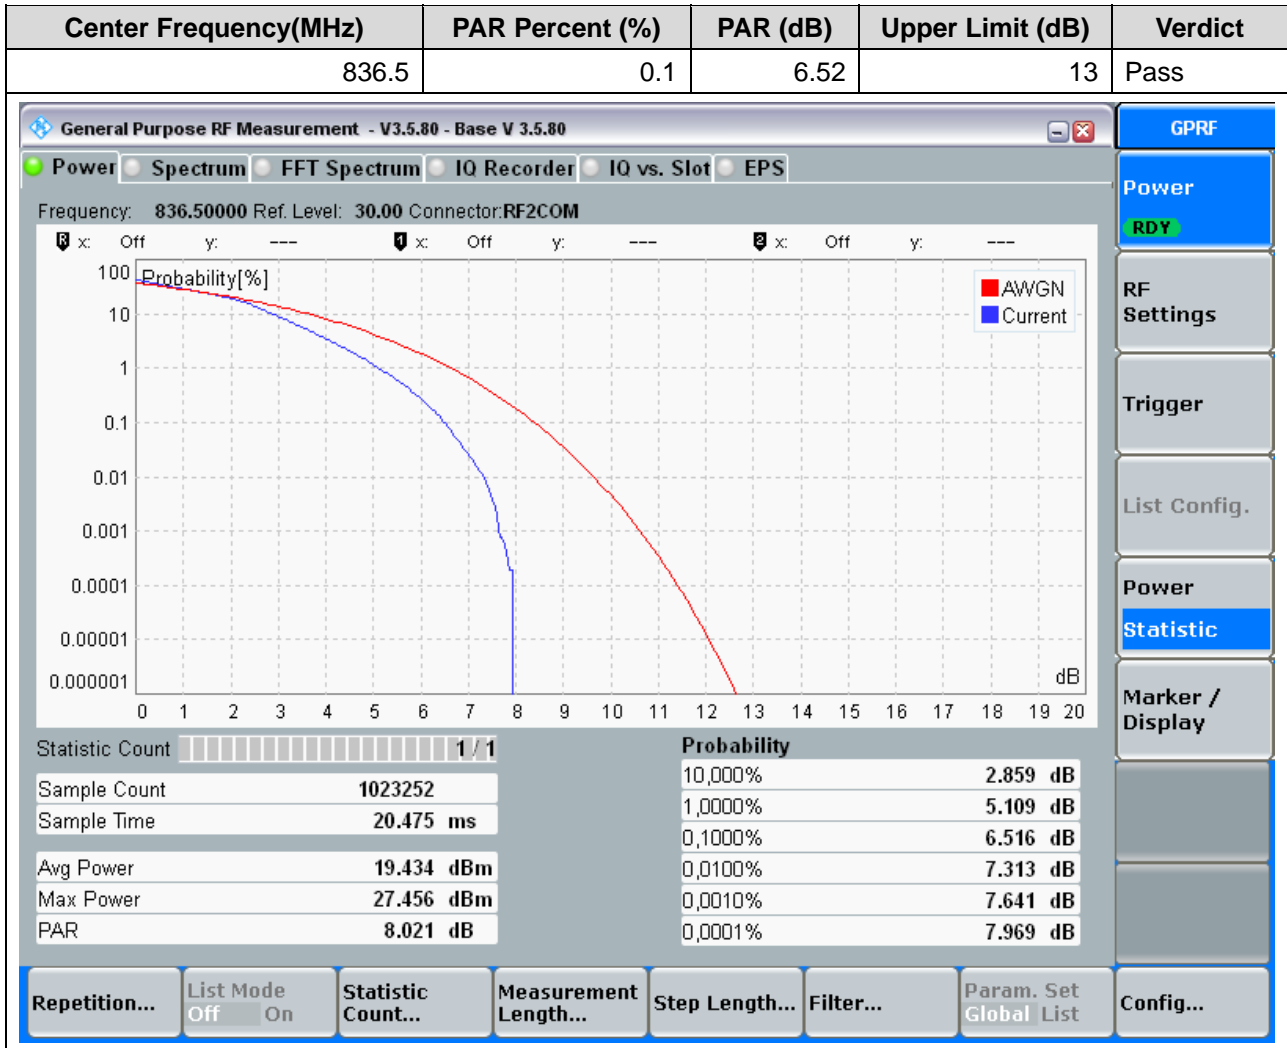 Center Frequency(MHz) PAR Percent (%) PAR (dB) Upper Limit (dB) Verdict
836.5 0.1 6.52 13 Pass
General Purpose RF Measurement - V3.5.80 - Base V 3.5.80
GPRF
Power Spectrum FFT Spectrum IQ Recorder IQ vs. Slot EPS
Frequency: 836.50000 Ref. Level: 30.00 Connector:RF2COM
R x: Off y: --- 1 x: Off y: --- 2 x: Off y: ---
Probability[%]
100
10
1
0.1
0.01
0.001
0.0001
0.00001
0.000001
AWGN
Current
dB
0 1 2 3 4 5 6 7 8 9 10 11 12 13 14 15 16 17 18 19 20
Statistic Count 1 / 1
Sample Count 1023252
Sample Time 20.475 ms
Avg Power 19.434 dBm
Max Power 27.456 dBm
PAR 8.021 dB
Probability
10,000% 2.859 dB
1,0000% 5.109 dB
0,1000% 6.516 dB
0,0100% 7.313 dB
0,0010% 7.641 dB
0,0001% 7.969 dB
Power
RDY
RF
Settings
Trigger
List Config.
Power
Statistic
Marker /
Display
Repetition...
List Mode
Off On
Statistic
Count...
Measurement
Length...
Step Length...
Filter...
Param. Set
Global List
Config...